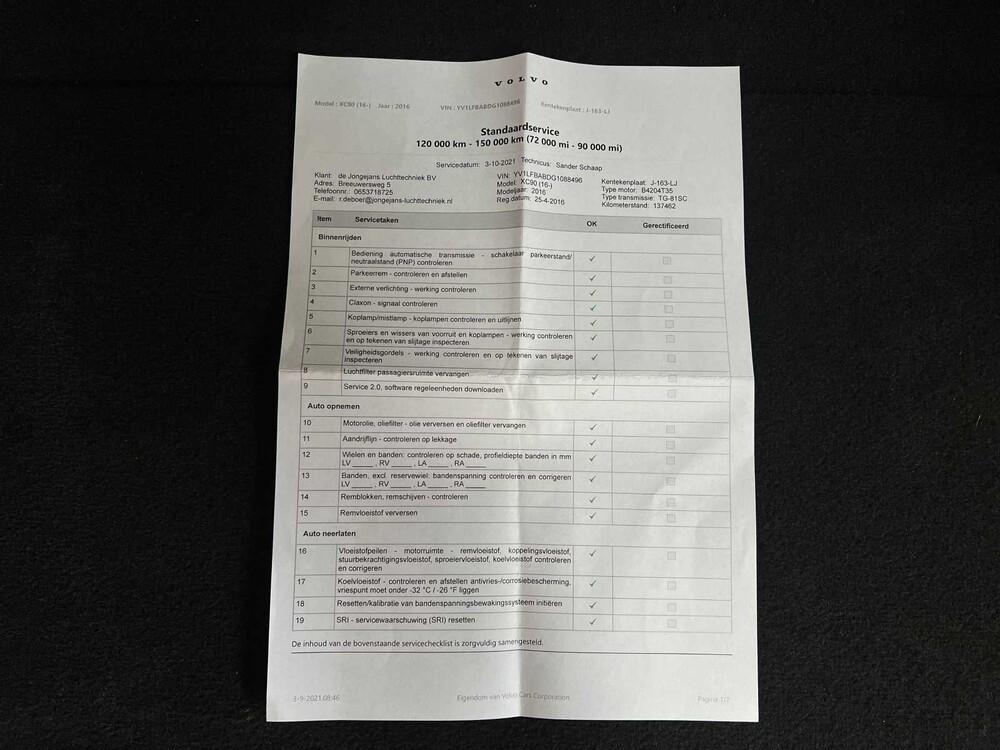 VOLVO
Model : XC90 (16-) Jaar : 2016 VIN : YV1LFBABDG1088496 Kentekenplaat : J-163-LJ
Standaardservice
120 000 km - 150 000 km (72 000 mi - 90 000 mi)
Servicedatum: 3-10-2021 Technicus: Sander Schaap
Klant: de Jongejans Luchttechniek BV
Adres: Breeuwersweg 5
Telefoonnr.: 0653718725
E-mail: r.deboer@jongejans-luchttechniek.nl
VIN: YV1LFBABDG1088496
Model: XC90 (16-)
Modeljaar: 2016
Reg.datum: 25-4-2016
Kentekenplaat: J-163-LJ
Type motor: B4204T35
Type transmissie: TG-81SC
Kilometerstand: 137462
Item Servicetaken OK Gerectificeerd
Binnenrijden
1 Bediening automatische transmissie - schakelaar parkeerstand/
neutraalstand (PNP) controleren ✓
2 Parkeerrem - controleren en afstellen ✓
3 Externe verlichting - werking controleren ✓
4 Claxon - signaal controleren ✓
5 Koplamp/mistlamp - koplampen controleren en uitlijnen ✓
6 Sproeiers en wissers van voorruit en koplampen - werking controleren
en op tekenen van slijtage inspecteren ✓
7 Veiligheidsgordels - werking controleren en op tekenen van slijtage
inspecteren ✓
8 Luchtfilter passagiersruimte vervangen ✓
9 Service 2.0, software regeleenheden downloaden ✓
Auto opnemen
10 Motorolie, oliefilter - olie verversen en oliefilter vervangen ✓
11 Aandrijflijn - controleren op lekkage ✓
12 Wielen en banden: controleren op schade, profieldiepte banden in mm
LV _____ , RV _____ , LA _____ , RA _____ ✓
13 Banden, excl. reservewiel: bandenspanning controleren en corrigeren
LV _____ , RV _____ , LA _____ , RA _____ ✓
14 Remblokken, remschijven - controleren ✓
15 Remvloeistof verversen ✓
Auto neerlaten
16 Vloeistofpeilen - motorruimte - remvloeistof, koppelingsvloeistof,
stuurbekrachtigingsvloeistof, sproeiervloeistof, koelvloeistof controleren
en corrigeren ✓
17 Koelvloeistof - controleren en afstellen antivries-/corrosiebescherming,
vriespunt moet onder -32 °C / -26 °F liggen ✓
18 Resetten/kalibratie van bandenspanningsbewakingssysteem initiëren ✓
19 SRI - servicewaarschuwing (SRI) resetten ✓
De inhoud van de bovenstaande servicechecklist is zorgvuldig samengesteld.
3-9-2021,08:46 Eigendom van Volvo Cars Corporation Pagina 1/2